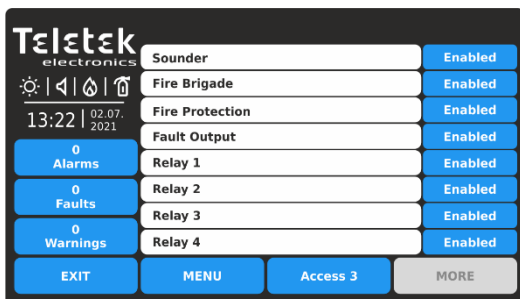 Teletek
electronics
13:22 02.07.
2021
0
Alarms
0
Faults
0
Warnings
Sounder Enabled
Fire Brigade Enabled
Fire Protection Enabled
Fault Output Enabled
Relay 1 Enabled
Relay 2 Enabled
Relay 3 Enabled
Relay 4 Enabled
EXIT MENU Access 3 MORE